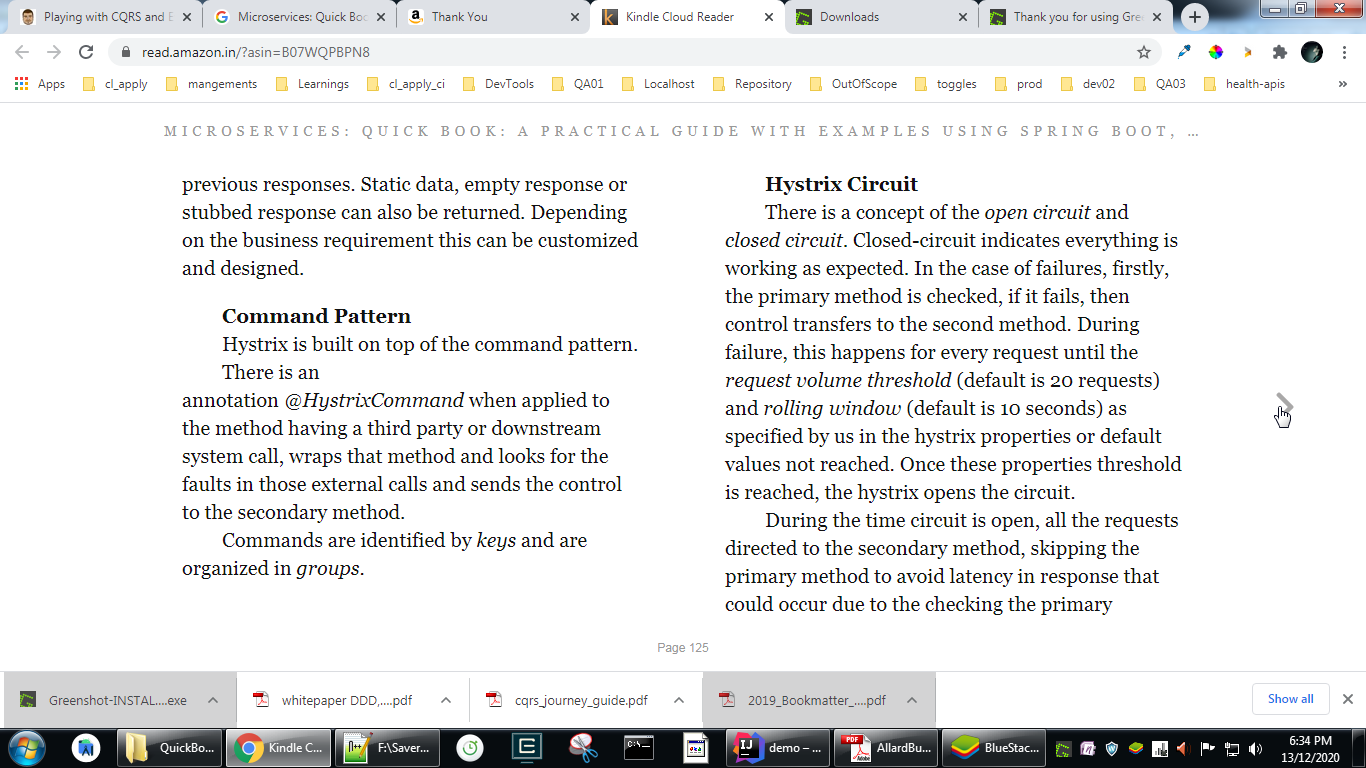 Playing with CQRS and E
Microservices: Quick Boo
Thank You
Kindle Cloud Reader
Downloads
Thank you for using Gre
read.amazon.in/?asin=B07WQPBPN8
Apps
cl_apply
mangements
Learnings
cl_apply_ci
DevTools
QA01
Localhost
Repository
OutOfScope
toggles
prod
dev02
QA03
health-apis
»
MICROSERVICES: QUICK BOOK: A PRACTICAL GUIDE WITH EXAMPLES USING SPRING BOOT, …
previous responses. Static data, empty response or
stubbed response can also be returned. Depending
on the business requirement this can be customized
and designed.
Command Pattern
Hystrix is built on top of the command pattern.
There is an
annotation @HystrixCommand when applied to
the method having a third party or downstream
system call, wraps that method and looks for the
faults in those external calls and sends the control
to the secondary method.
Commands are identified by keys and are
organized in groups.
Hystrix Circuit
There is a concept of the open circuit and
closed circuit. Closed-circuit indicates everything is
working as expected. In the case of failures, firstly,
the primary method is checked, if it fails, then
control transfers to the second method. During
failure, this happens for every request until the
request volume threshold (default is 20 requests)
and rolling window (default is 10 seconds) as
specified by us in the hystrix properties or default
values not reached. Once these properties threshold
is reached, the hystrix opens the circuit.
During the time circuit is open, all the requests
directed to the secondary method, skipping the
primary method to avoid latency in response that
could occur due to the checking the primary
Page 125
Greenshot-INSTAL....exe
whitepaper DDD,....pdf
cqrs_journey_guide.pdf
2019_Bookmatter_....pdf
Show all
QuickBo...
Kindle C...
F:\Saver...
demo – ...
AllardBu...
BlueStac...
6:34 PM
13/12/2020